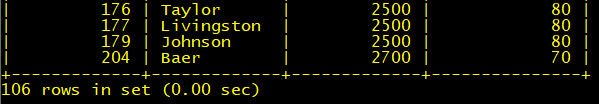 |         176 | Taylor      |         2500 |            80 |
|         177 | Livingston  |         2500 |            80 |
|         179 | Johnson     |         2500 |            80 |
|         204 | Baer        |         2700 |            70 |
+-------------+-------------+--------------+---------------+
106 rows in set (0.00 sec)